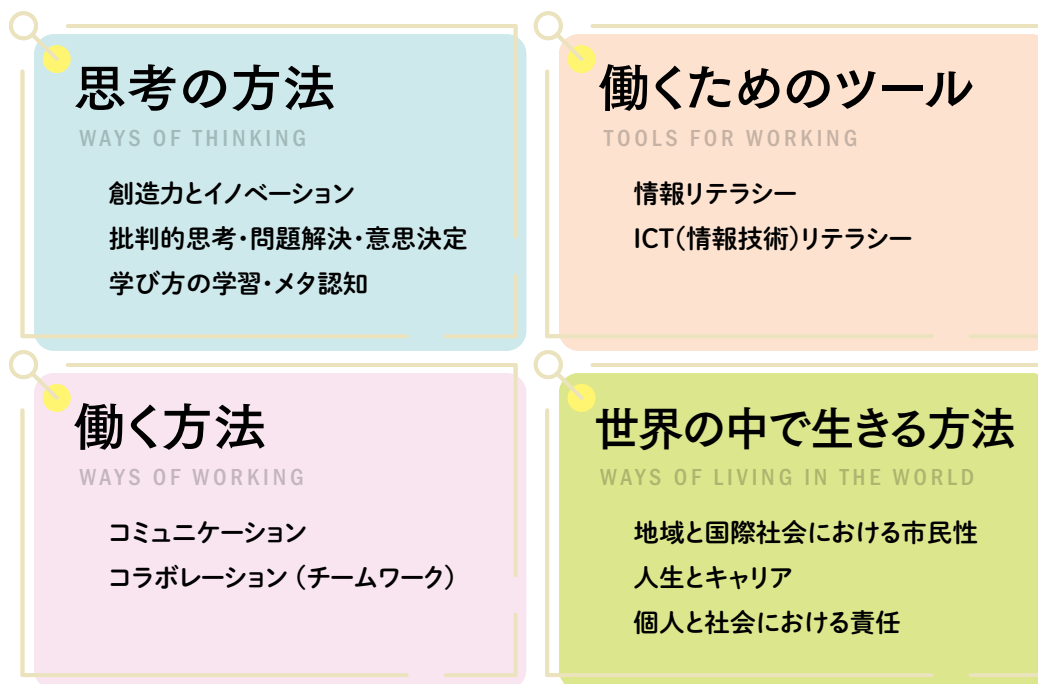 思考の方法
WAYS OF THINKING
創造力とイノベーション
批判的思考・問題解決・意思決定
学び方の学習・メタ認知
働くためのツール
TOOLS FOR WORKING
情報リテラシー
ICT(情報技術)リテラシー
働く方法
WAYS OF WORKING
コミュニケーション
コラボレーション(チームワーク)
世界の中で生きる方法
WAYS OF LIVING IN THE WORLD
地域と国際社会における市民性
人生とキャリア
個人と社会における責任